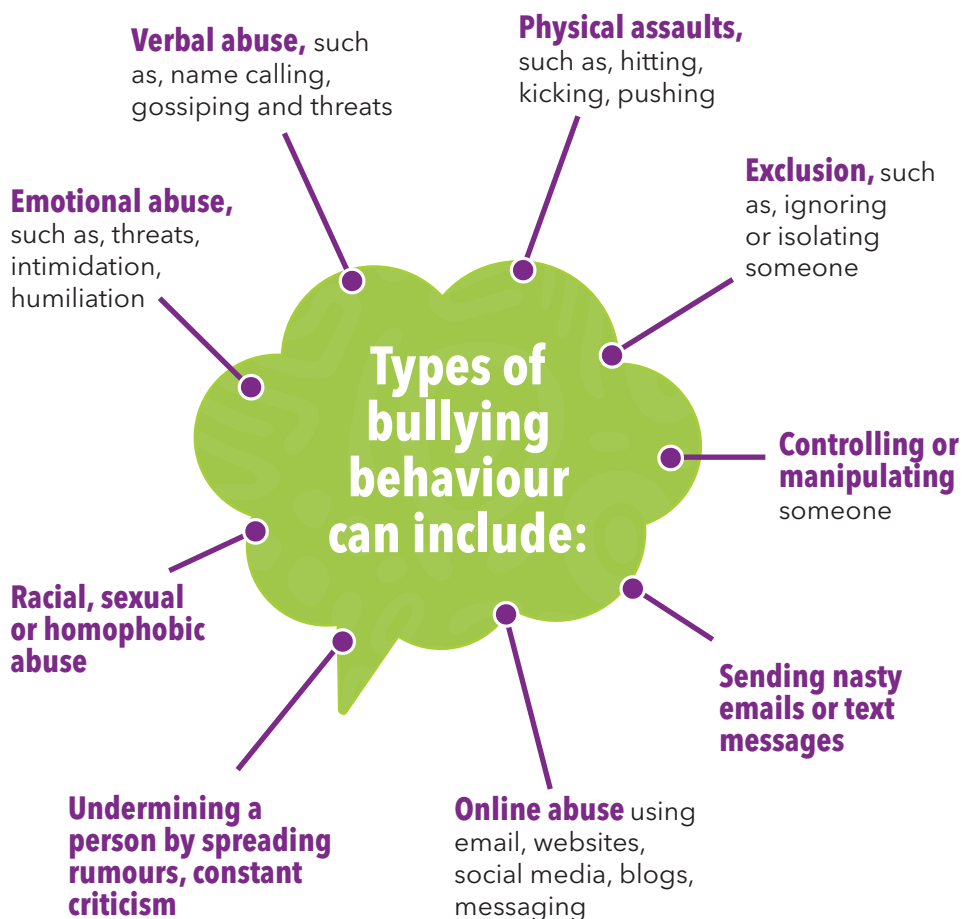 Verbal abuse, such
as, name calling,
gossiping and threats
Physical assaults,
such as, hitting,
kicking, pushing
Exclusion, such
as, ignoring
or isolating
someone
Emotional abuse,
such as, threats,
intimidation,
humiliation
Types of
bullying
behaviour
can include:
Controlling or
manipulating
someone
Racial, sexual
or homophobic
abuse
Sending nasty
emails or text
messages
Undermining a
person by spreading
rumours, constant
criticism
Online abuse using
email, websites,
social media, blogs,
messaging